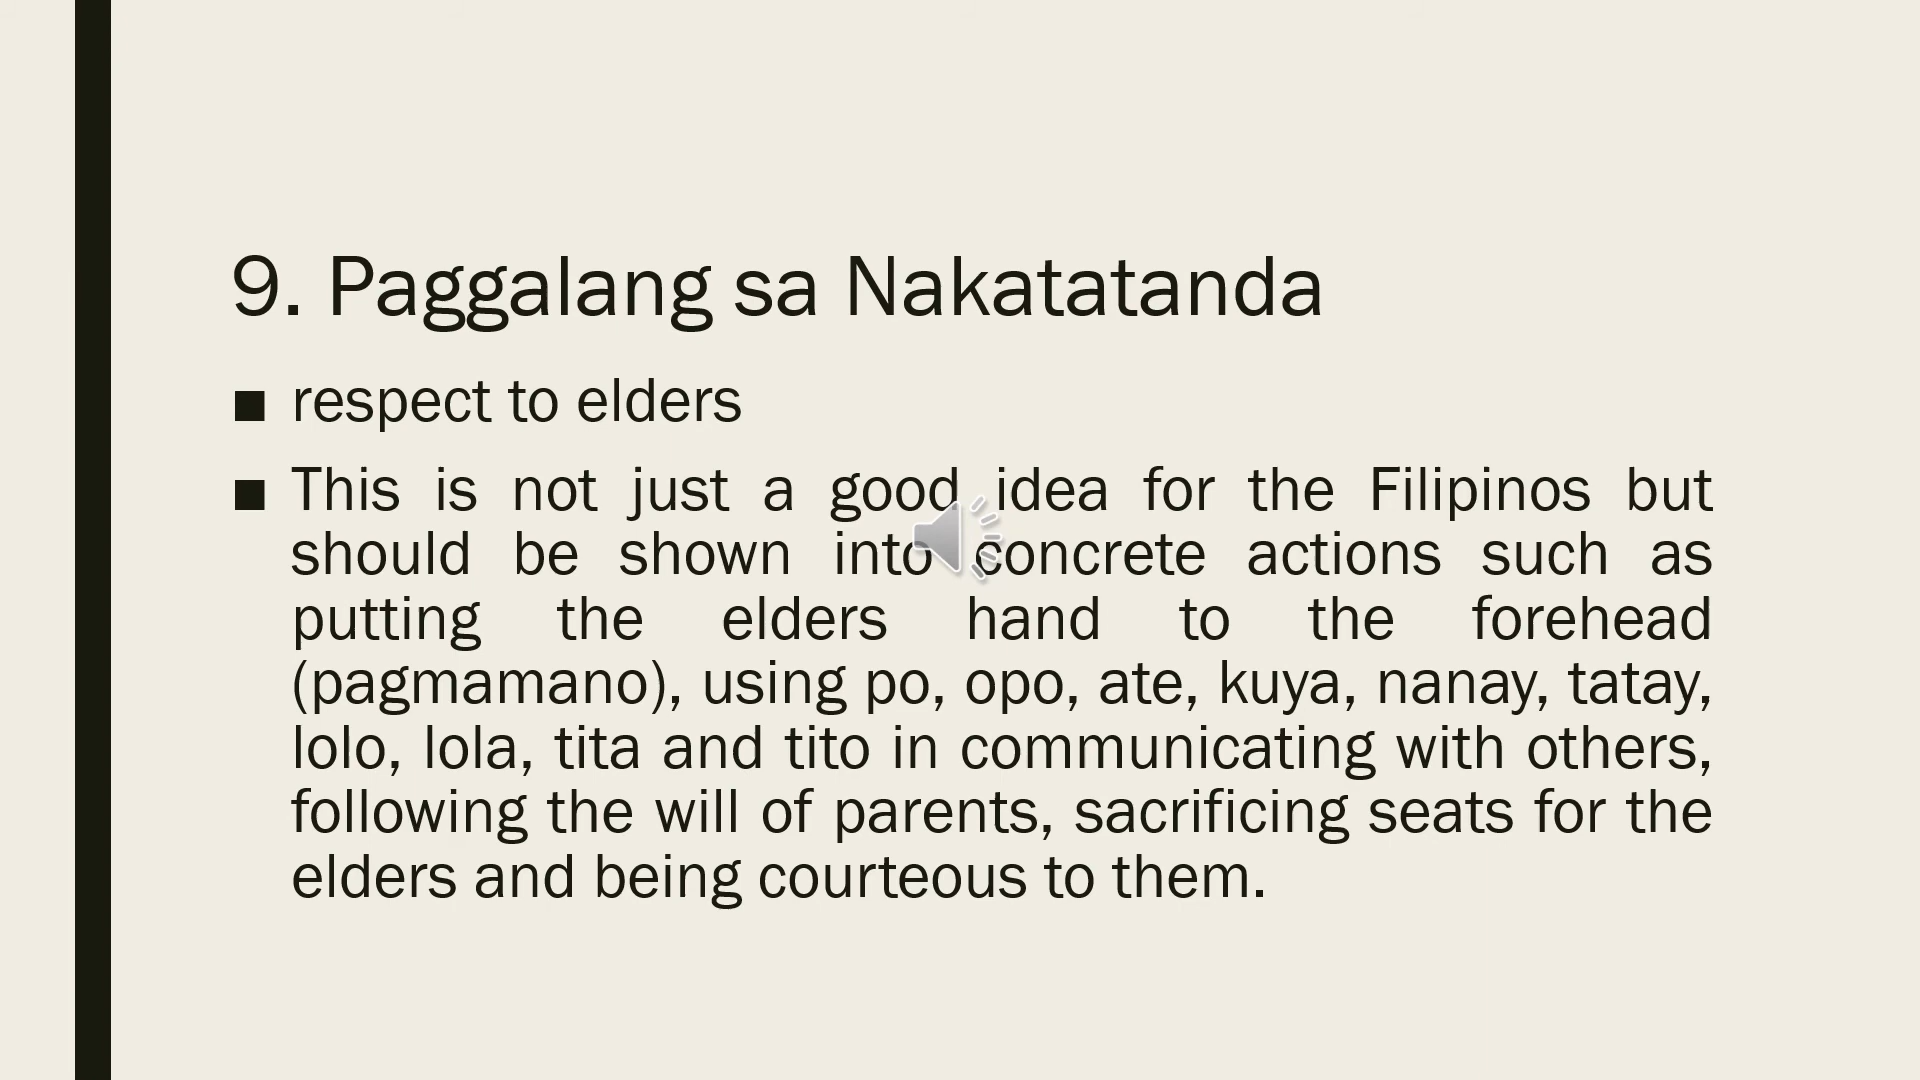 9. Paggalang sa Nakatatanda
■ respect to elders
■ This is not just a good idea for the Filipinos but
should be shown into concrete actions such as
putting the elders hand to the forehead
(pagmamano), using po, opo, ate, kuya, nanay, tatay,
lolo, lola, tita and tito in communicating with others,
following the will of parents, sacrificing seats for the
elders and being courteous to them.